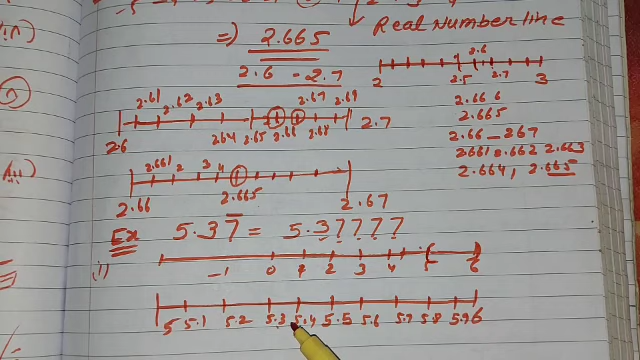 =) 2.665
Real Number line
2.6 - 2.7
2.61 2.62 2.63 2.67 2.69
2.6 2.64 2.65 2.66 2.68 2.7
2.6
2 2.5 2.7 3
2.666
2.665
2.66 - 267
2661 2.662 2.663
2.664, 2.665
2.661 2 3 4
2.66 2.665 2.67
Ex 5.37̅ = 5.37777?
(i)
-1 0 1 2 3 4 5 6
5 5.1 5.2 5.3 5.4 5.5 5.6 5.7 5.8 5.9 6